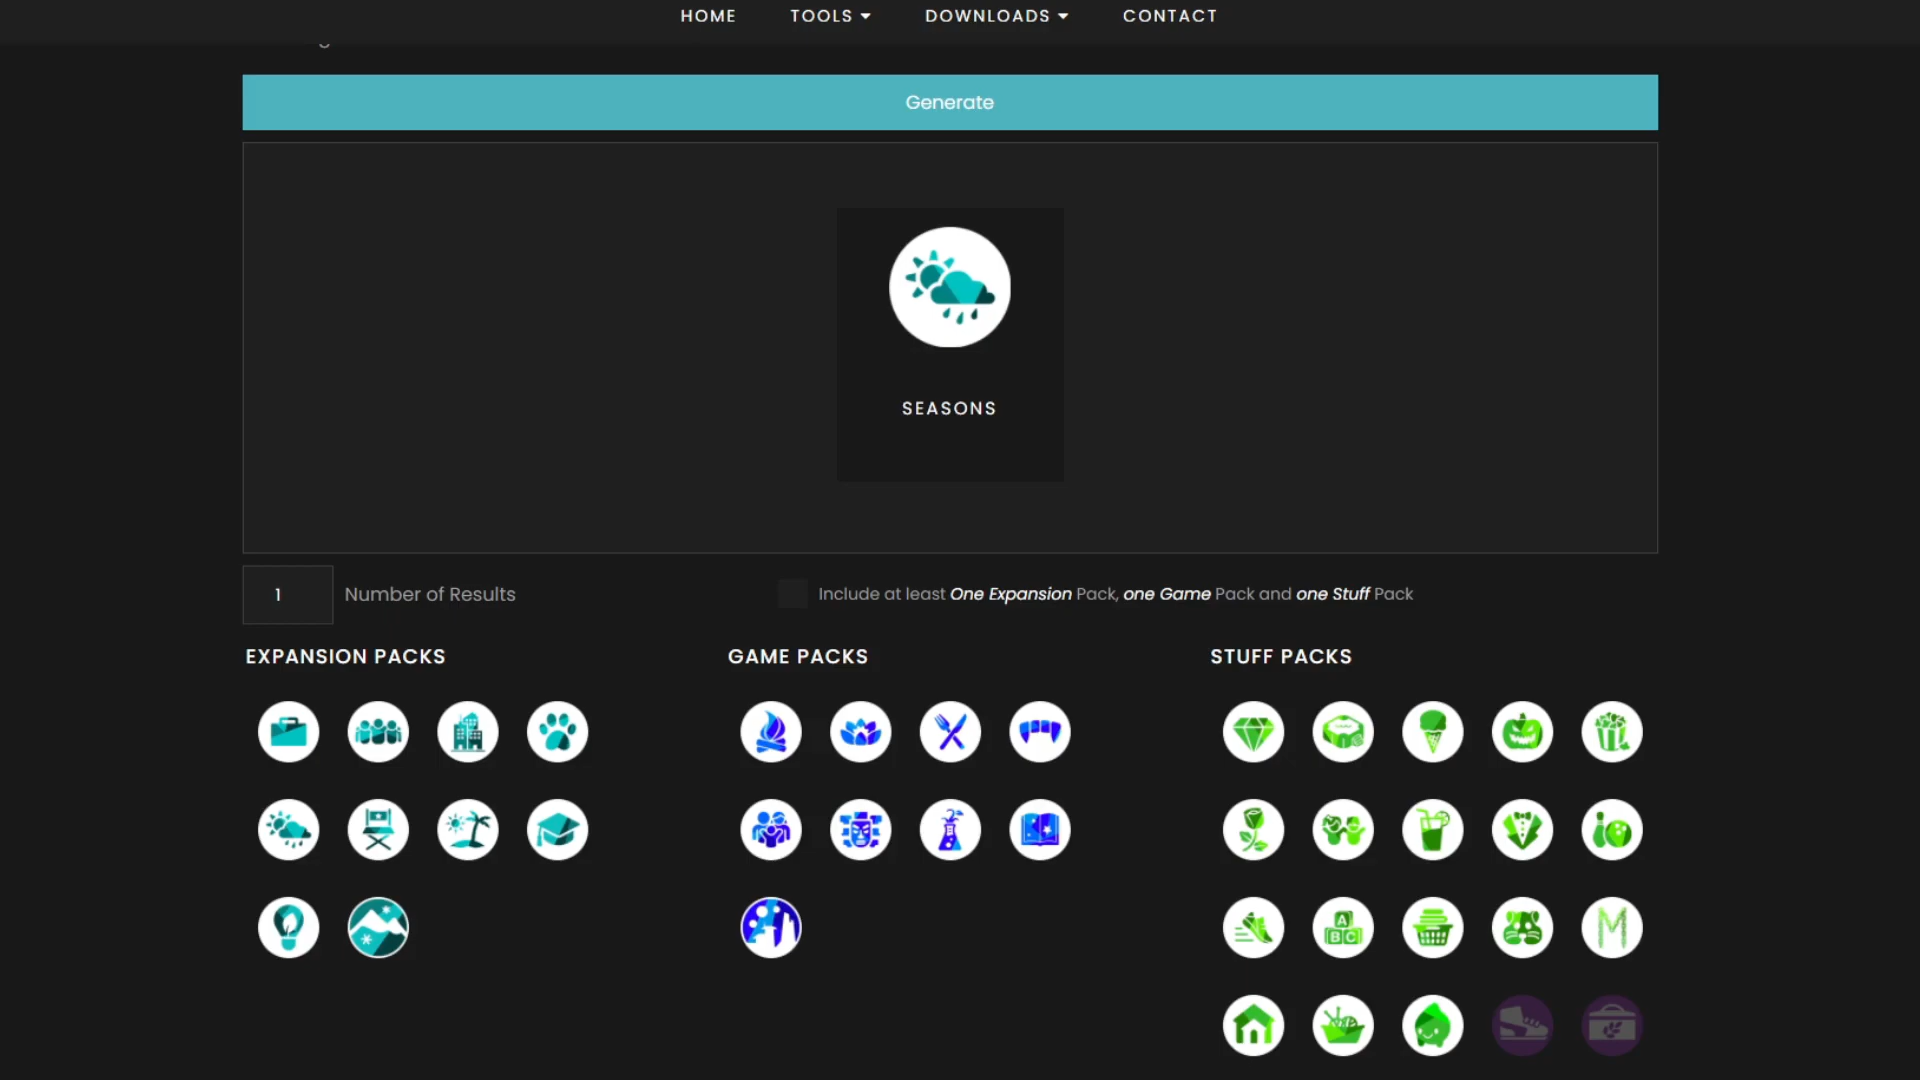 HOME TOOLS DOWNLOADS CONTACT
Generate
SEASONS
1 Number of Results
Include at least One Expansion Pack, one Game Pack and one Stuff Pack
EXPANSION PACKS
GAME PACKS
STUFF PACKS
A
B C
M